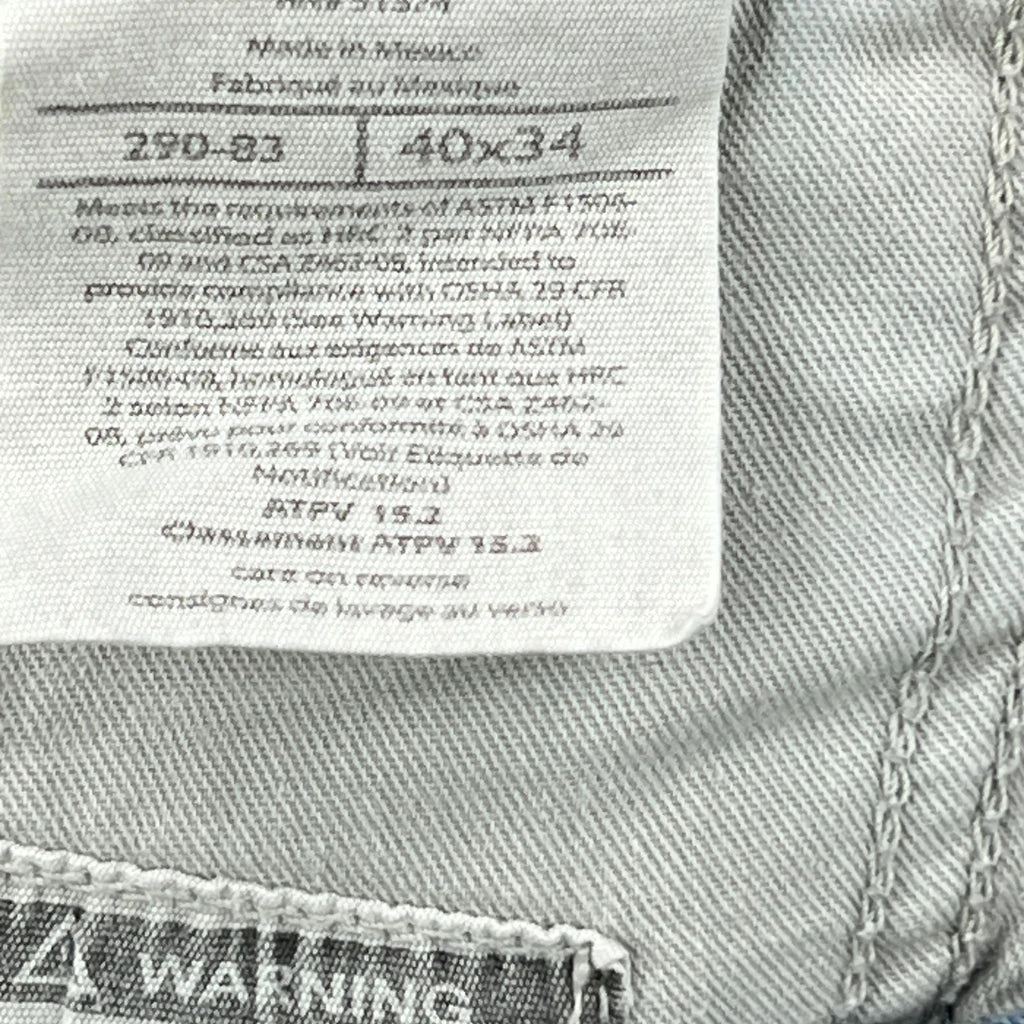 Made in Mexico
Fabriqué au Mexique
290-83 40x34
Meets the requirements of ASTM F1506-
08, classified as HRC 2 per NFPA 70E-
09 and CSA Z462-08, intended to
provide compliance with OSHA 29 CFR
1910.269 (See Warning Label)
Conforme aux exigences de ASTM
F1506-08, homologué en tant que HRC
2 selon NFPA 70E-09 et CSA Z462-
08, prévu pour conformité à OSHA 29
CFR 1910.269 (Voir Étiquette de
Notification)
ATPV 15.2
Classement ATPV 15.2
care on reverse
consignes de lavage au verso
WARNING